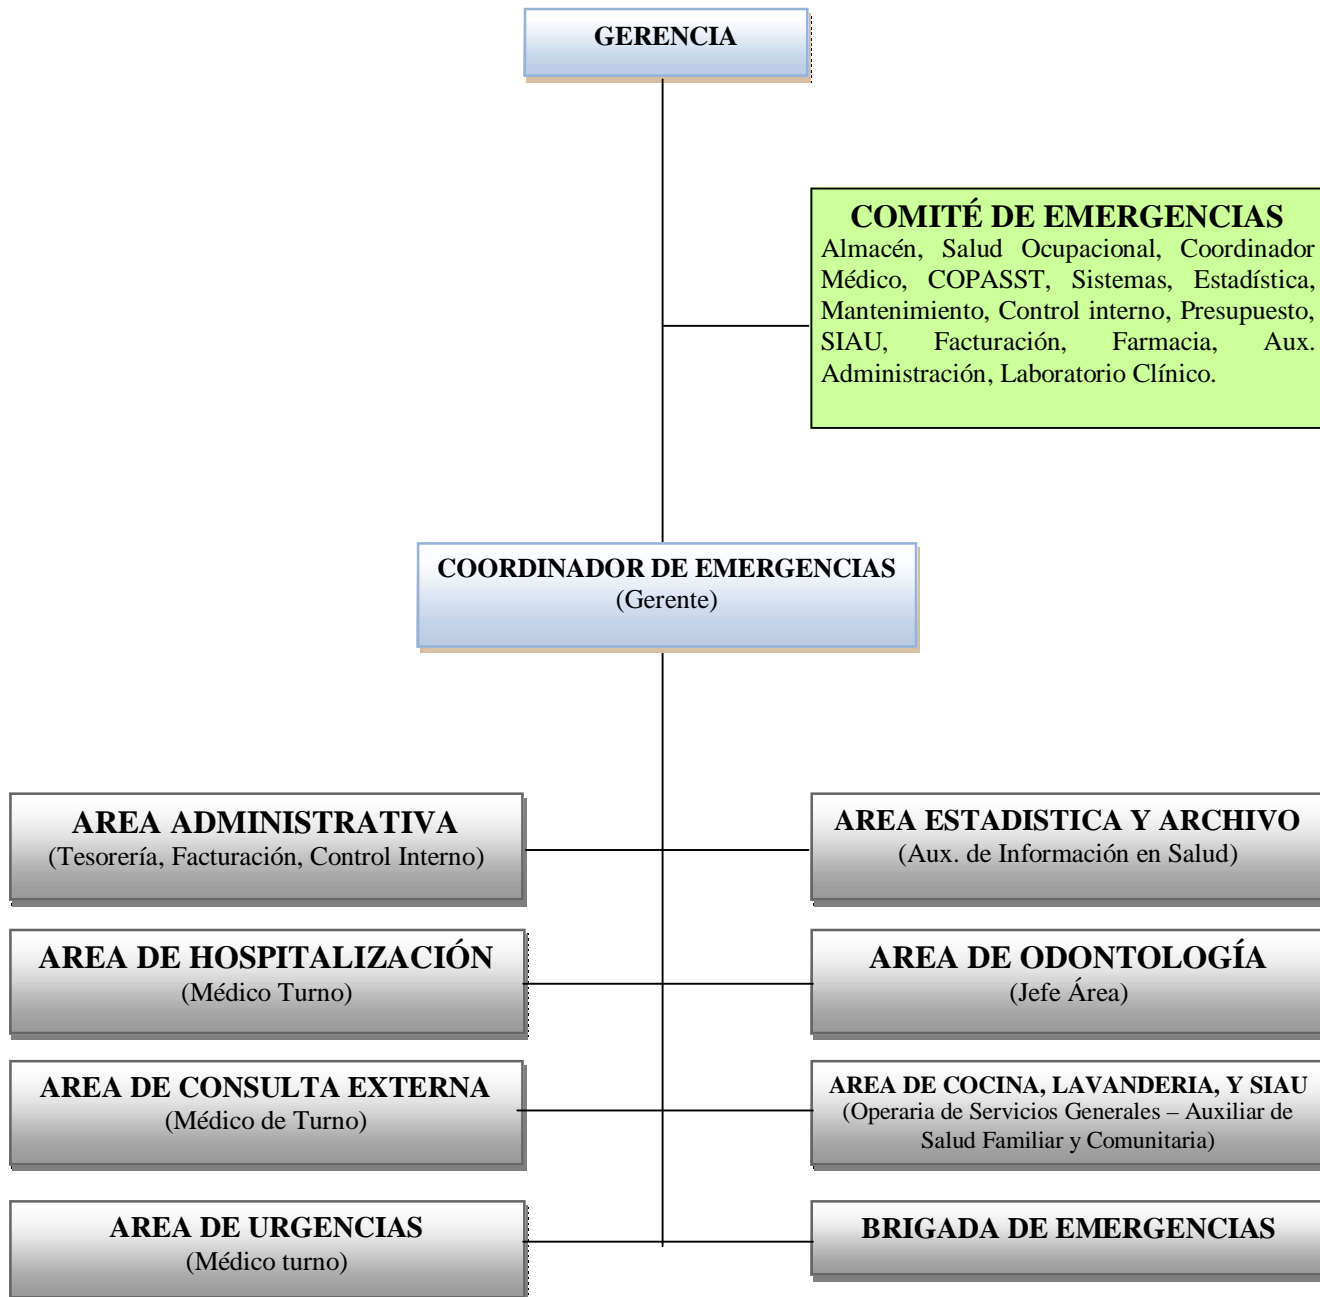 GERENCIA
COMITÉ DE EMERGENCIAS
Almacén, Salud Ocupacional, Coordinador
Médico, COPASST, Sistemas, Estadística,
Mantenimiento, Control interno, Presupuesto,
SIAU, Facturación, Farmacia, Aux.
Administración, Laboratorio Clínico.
COORDINADOR DE EMERGENCIAS
(Gerente)
AREA ADMINISTRATIVA
(Tesorería, Facturación, Control Interno)
AREA ESTADISTICA Y ARCHIVO
(Aux. de Información en Salud)
AREA DE HOSPITALIZACIÓN
(Médico Turno)
AREA DE ODONTOLOGÍA
(Jefe Área)
AREA DE CONSULTA EXTERNA
(Médico de Turno)
AREA DE COCINA, LAVANDERIA, Y SIAU
(Operaria de Servicios Generales – Auxiliar de
Salud Familiar y Comunitaria)
AREA DE URGENCIAS
(Médico turno)
BRIGADA DE EMERGENCIAS